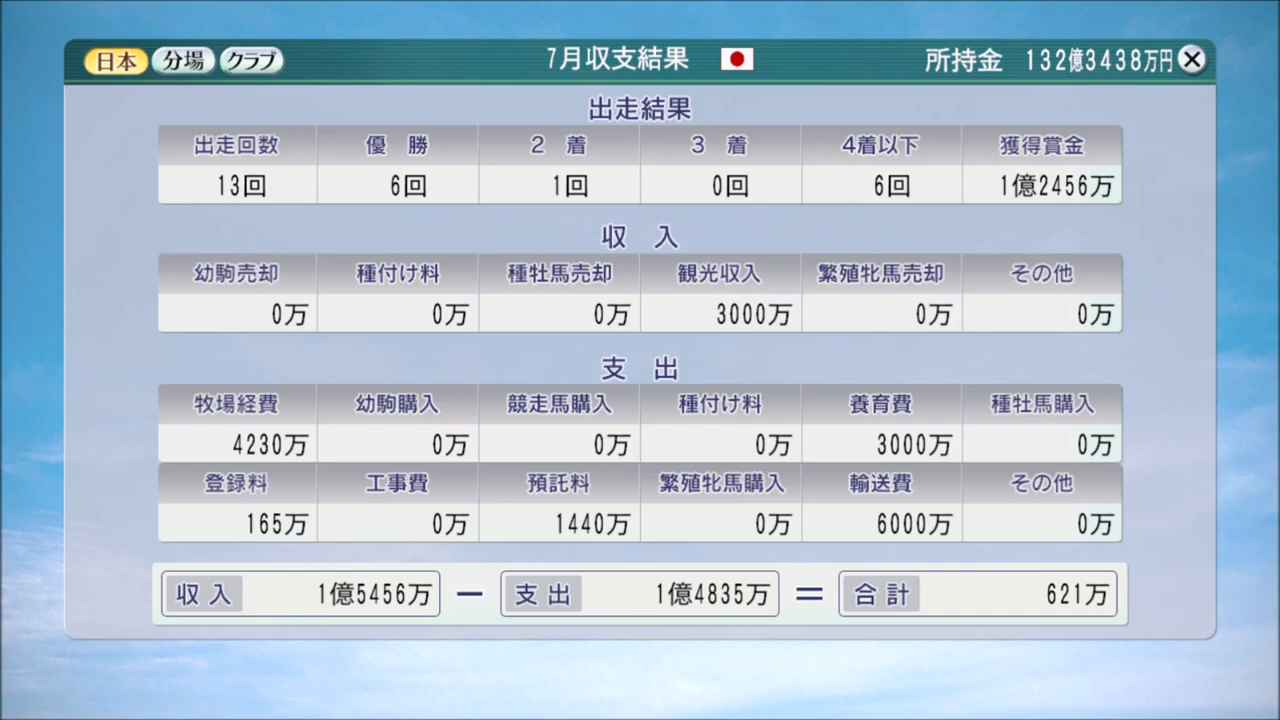 日本 分場 クラブ 7月収支結果 所持金 132億3438万円
出走結果
出走回数 優 勝 2 着 3 着 4着以下 獲得賞金
13回 6回 1回 0回 6回 1億2456万
収 入
幼駒売却 種付け料 種牡馬売却 観光収入 繁殖牝馬売却 その他
0万 0万 0万 3000万 0万 0万
支 出
牧場経費 幼駒購入 競走馬購入 種付け料 養育費 種牡馬購入
4230万 0万 0万 0万 3000万 0万
登録料 工事費 預託料 繁殖牝馬購入 輸送費 その他
165万 0万 1440万 0万 6000万 0万
収入 1億5456万 − 支出 1億4835万 = 合計 621万